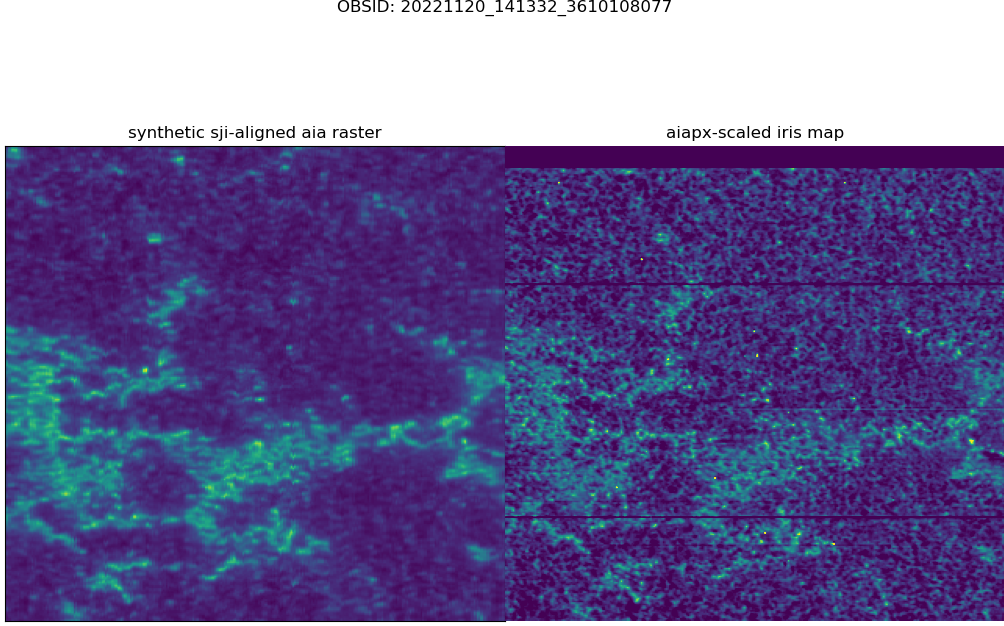 OBSID: 20221120_141332_3610108077
synthetic sji-aligned aia raster
aiapx-scaled iris map